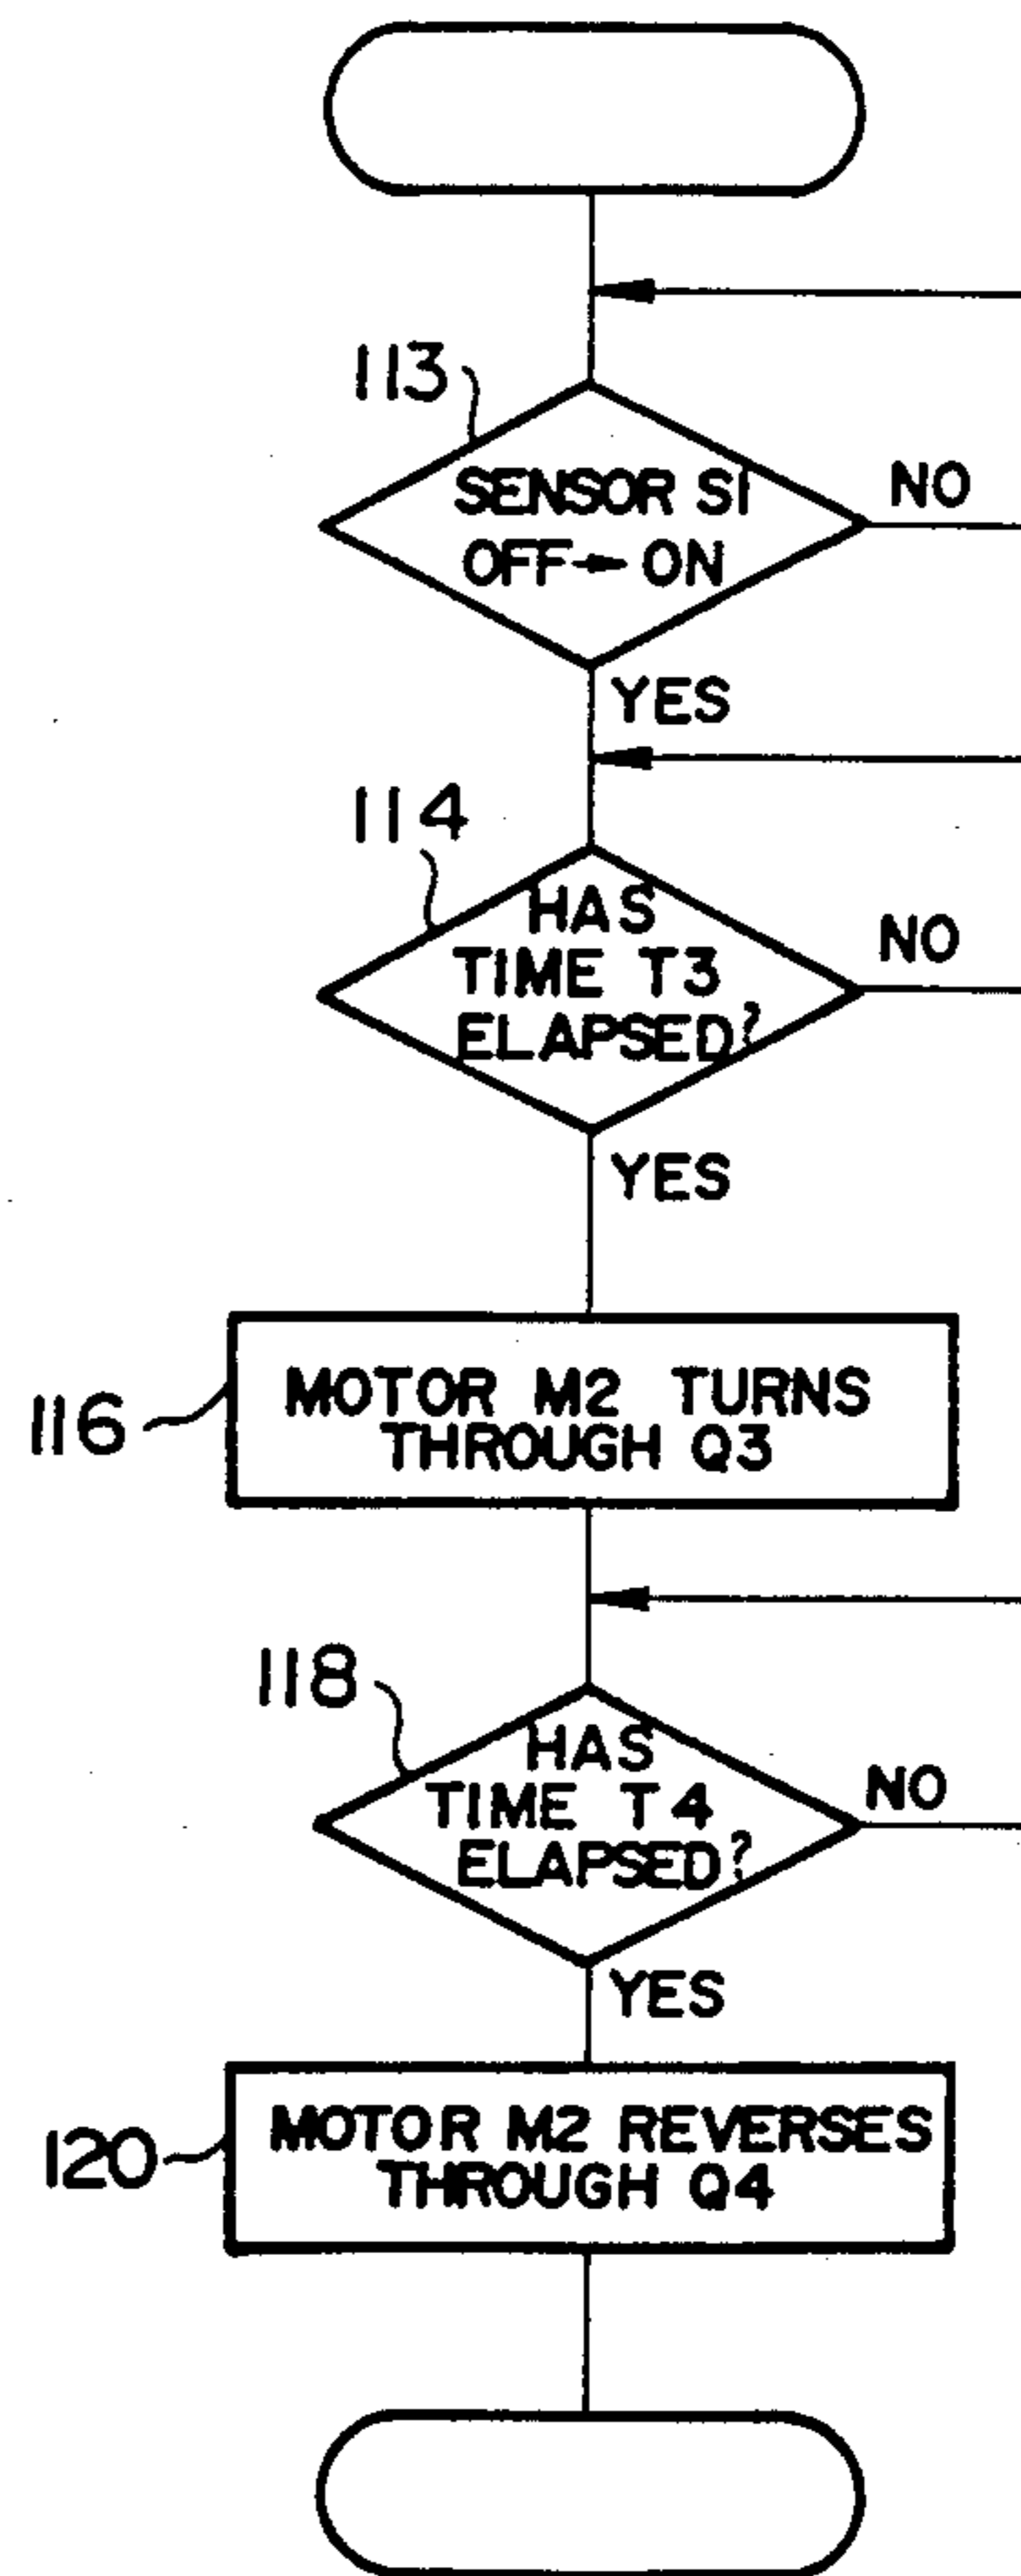 113
SENSOR S1
OFF → ON
NO
YES
114
HAS
TIME T3
ELAPSED?
NO
YES
116
MOTOR M2 TURNS
THROUGH Q3
118
HAS
TIME T4
ELAPSED?
NO
YES
120
MOTOR M2 REVERSES
THROUGH Q4